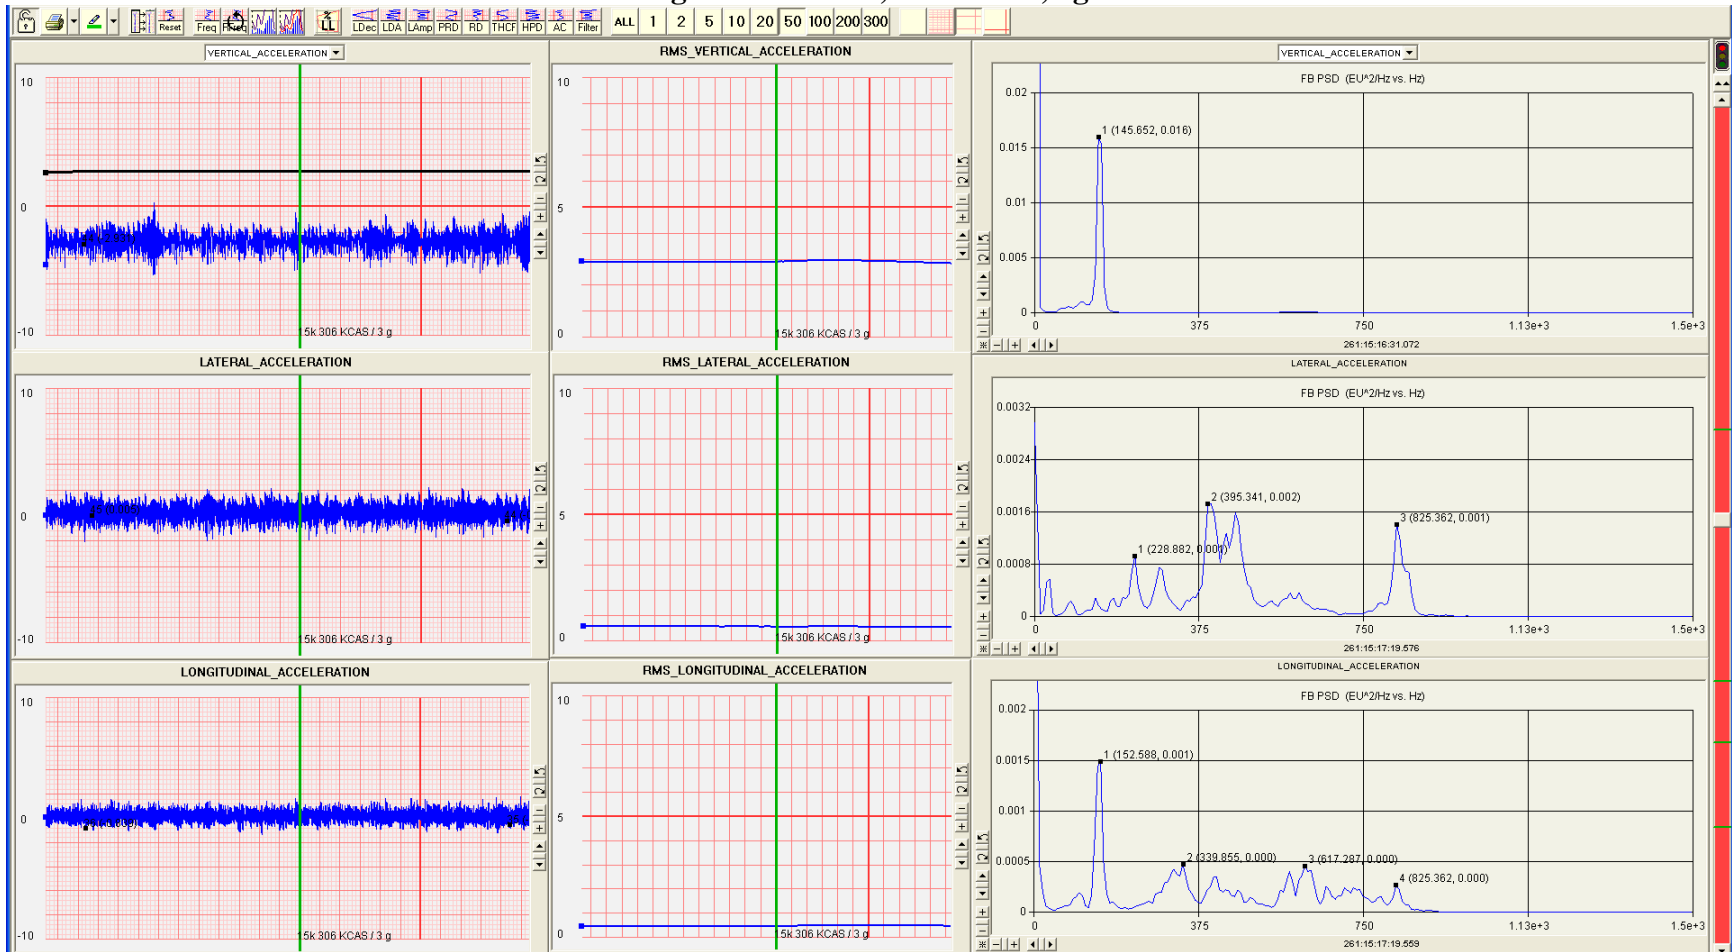 Reset Freq LL LDec LDA LAmp PRD RD THCF HPD AC Filter ALL 1 2 5 10 20 50 100 200 300
VERTICAL_ACCELERATION
10
0
-10
15k 306 KCAS / 3 g
RMS_VERTICAL_ACCELERATION
10
5
0
15k 306 KCAS / 3 g
VERTICAL_ACCELERATION
FB PSD (EU^2/Hz vs. Hz)
0.02
0.015
0.01
0.005
0
1 (145.652, 0.016)
0 375 750 1.13e+3 1.5e+3
261:15:16:31.072
LATERAL_ACCELERATION
10
0
-10
15k 306 KCAS / 3 g
RMS_LATERAL_ACCELERATION
10
5
0
15k 306 KCAS / 3 g
LATERAL_ACCELERATION
FB PSD (EU^2/Hz vs. Hz)
0.0032
0.0024
0.0016
0.0008
0
1 (228.882, 0.001)
2 (395.341, 0.002)
3 (825.362, 0.001)
0 375 750 1.13e+3 1.5e+3
261:15:17:19.576
LONGITUDINAL_ACCELERATION
10
0
-10
15k 306 KCAS / 3 g
RMS_LONGITUDINAL_ACCELERATION
10
5
0
15k 306 KCAS / 3 g
LONGITUDINAL_ACCELERATION
FB PSD (EU^2/Hz vs. Hz)
0.002
0.0015
0.001
0.0005
0
1 (152.588, 0.001)
2 (339.855, 0.000)
3 (617.287, 0.000)
4 (825.362, 0.000)
0 375 750 1.13e+3 1.5e+3
261:15:17:19.559